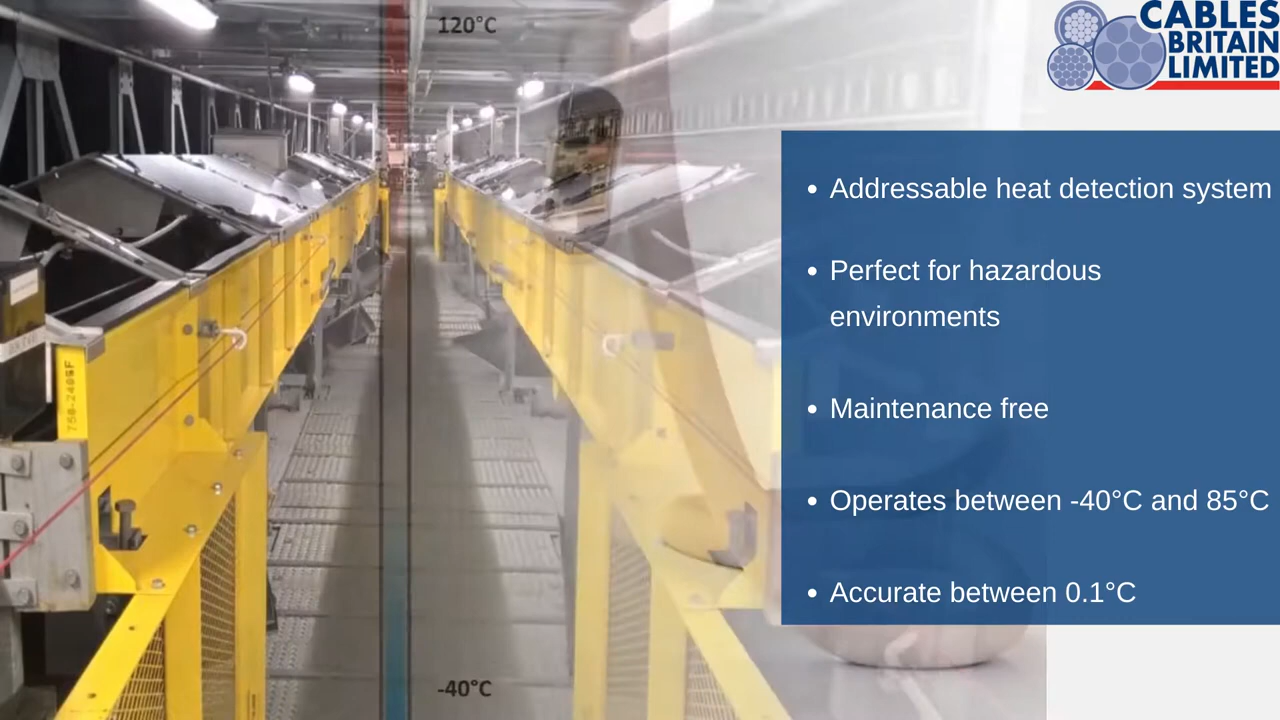 120°C
CABLES
BRITAIN
LIMITED
• Addressable heat detection system
• Perfect for hazardous
environments
• Maintenance free
• Operates between -40°C and 85°C
• Accurate between 0.1°C
-40°C